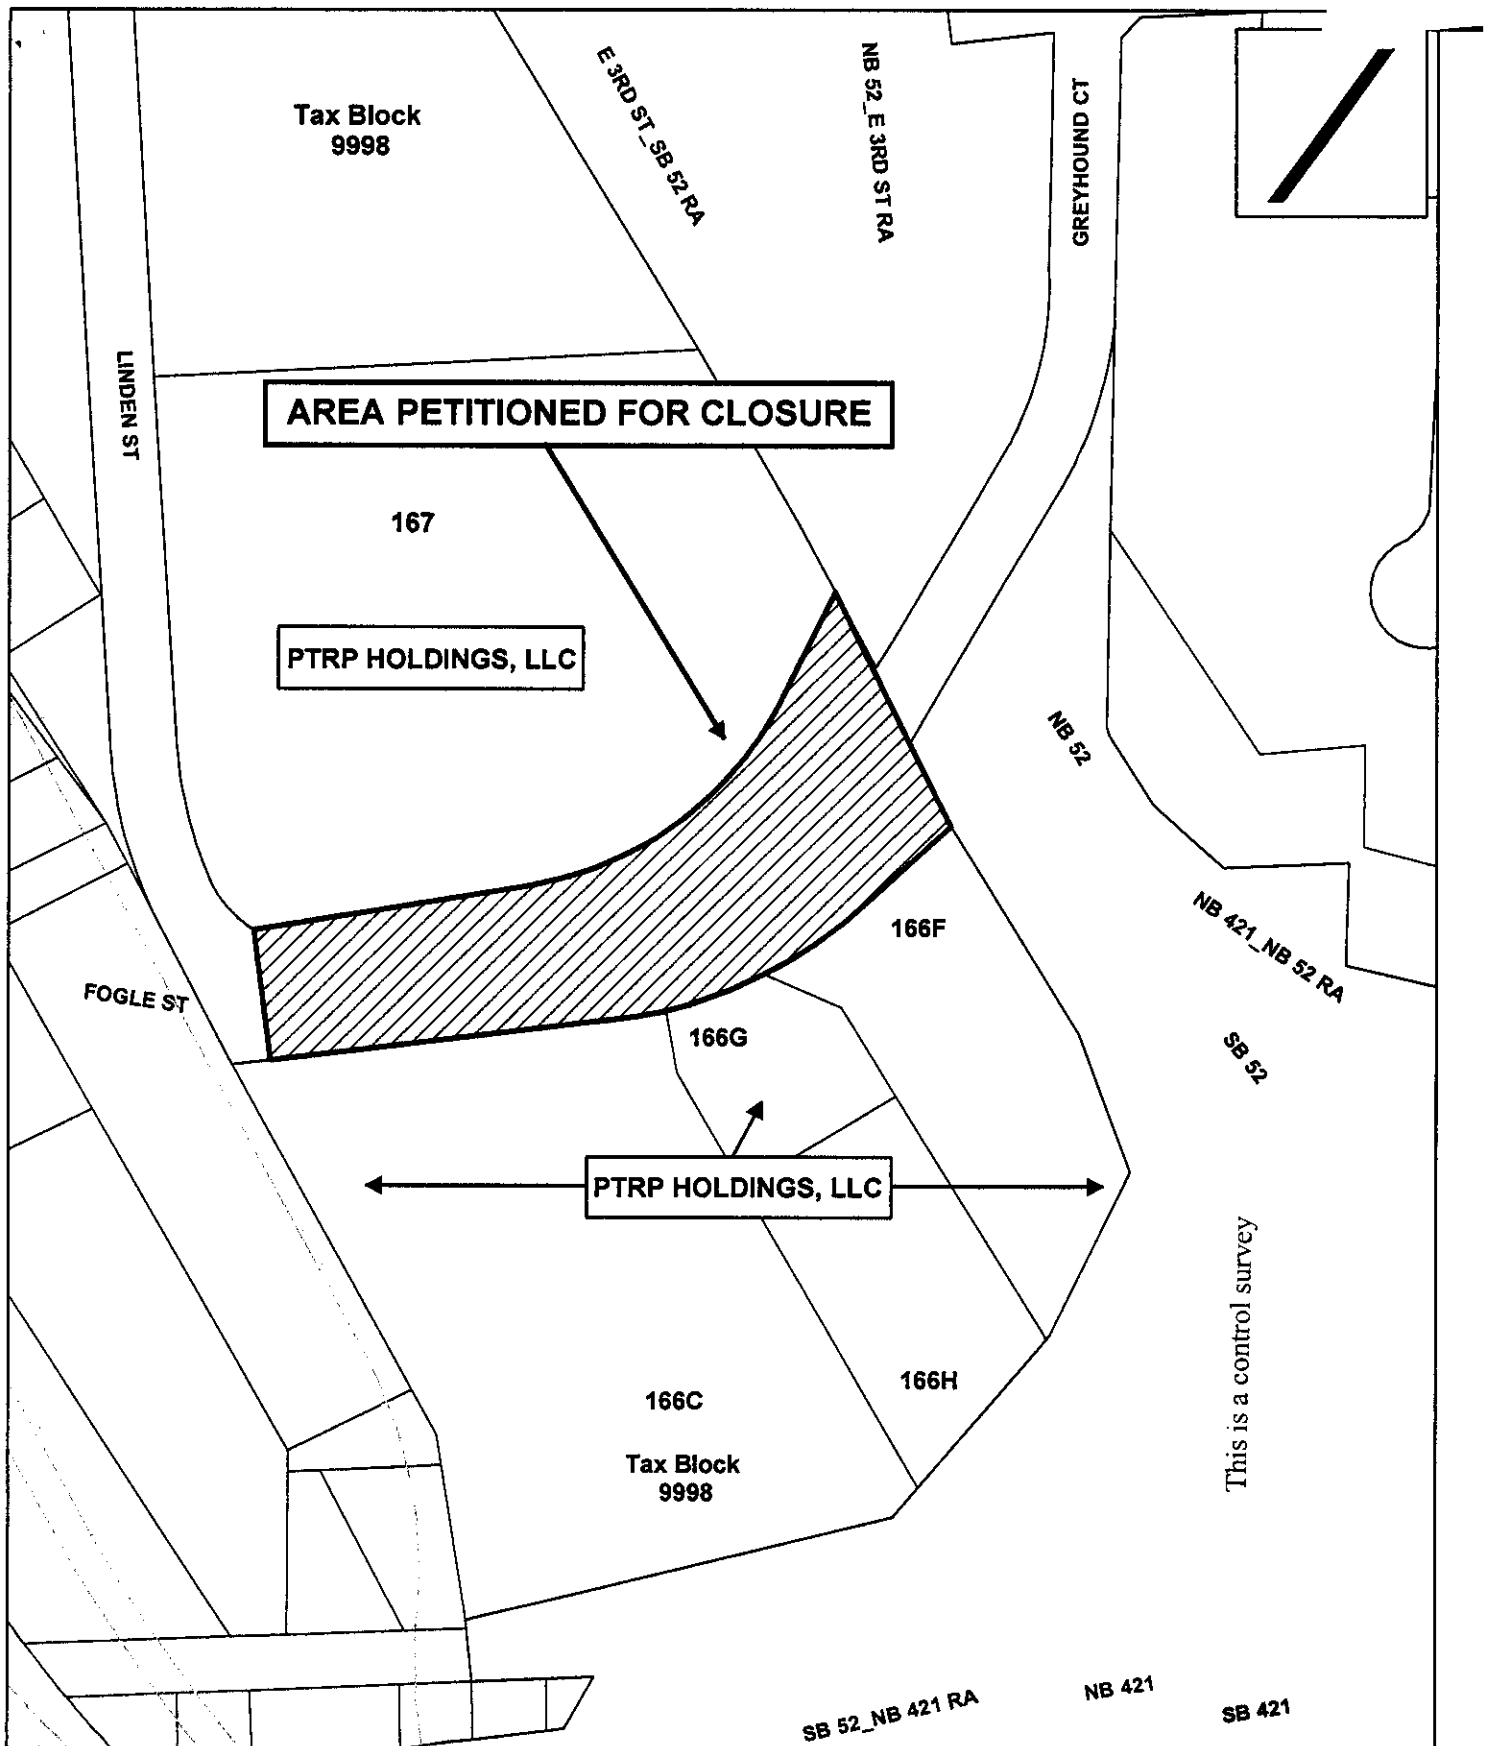 Tax Block
9998
E 3RD ST_SB 52 RA
NB 52_E 3RD ST RA
GREYHOUND CT
LINDEN ST
AREA PETITIONED FOR CLOSURE
167
PTRP HOLDINGS, LLC
NB 52
166F
NB 421_NB 52 RA
FOGLE ST
166G
SB 52
PTRP HOLDINGS, LLC
This is a control survey
166H
166C
Tax Block
9998
SB 52_NB 421 RA
NB 421
SB 421